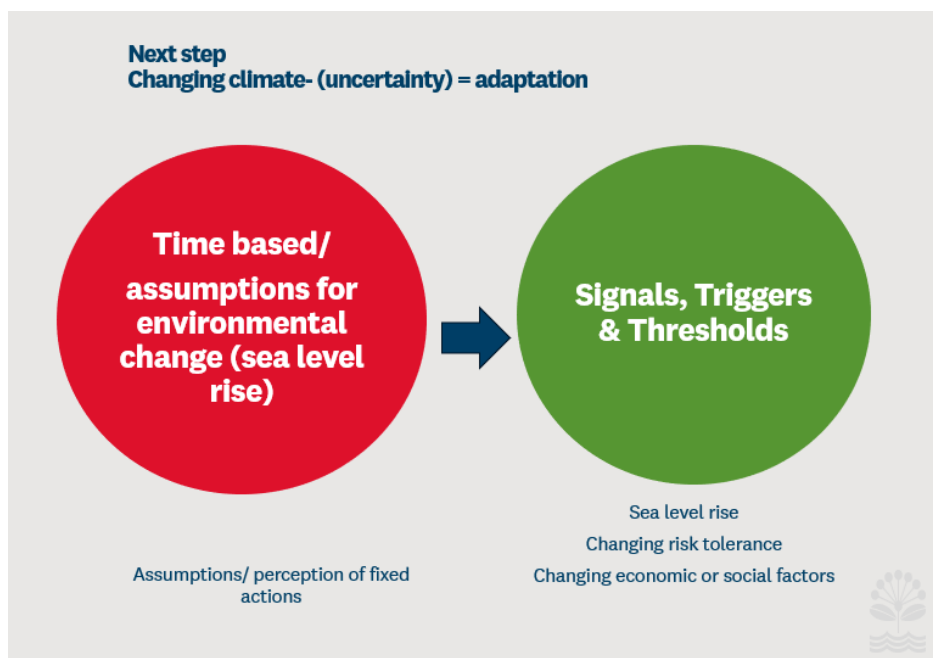 Next step
Changing climate- (uncertainty) = adaptation
Time based/
assumptions for
environmental
change (sea level
rise)
Signals, Triggers
& Thresholds
Assumptions/ perception of fixed
actions
Sea level rise
Changing risk tolerance
Changing economic or social factors